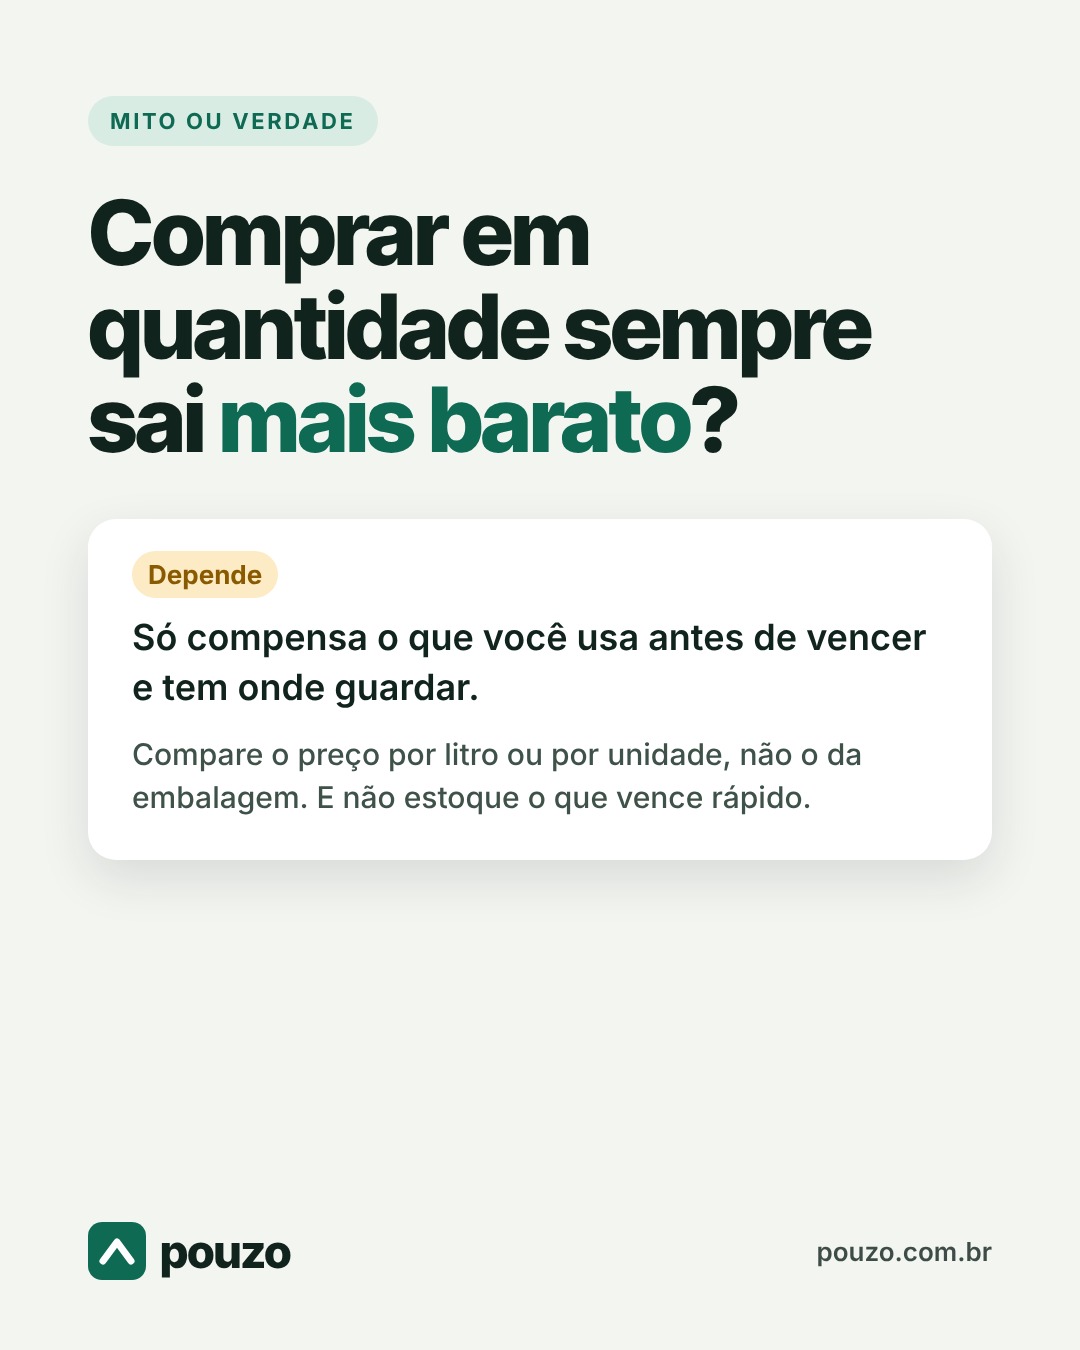 MITO OU VERDADE
Comprar em
quantidade sempre
sai mais barato?
Depende
Só compensa o que você usa antes de vencer
e tem onde guardar.
Compare o preço por litro ou por unidade, não o da
embalagem. E não estoque o que vence rápido.
pouzo
pouzo.com.br